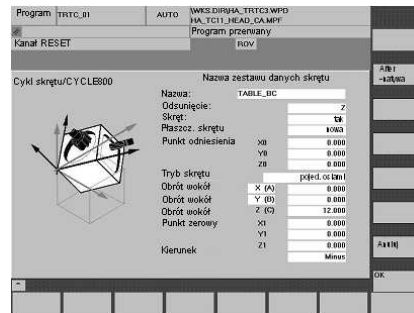 Program TRTC_01 AUTO \WKS.DIR\HA_TRTC3.WPD
HA_TC11_HEAD_CA.MPF
Program przerwany
Kanał RESET ROV
Cykl skrętu/CYCLE800 Nazwa zestawu danych skrętu
Alter
-natywa
Nazwa: TABLE_BC
Odsunięcie: Z
Skręt: tak
Płaszcz. skrętu nowa
Punkt odniesienia X0 0.000
Y0 0.000
Z0 0.000
Tryb skrętu pojed. osiami
Obrót wokół X (A) 0.000
Obrót wokół Y (B) 0.000
Obrót wokół Z (C) 12.000
Punkt zerowy X1 0.000
Y1 0.000
Z1 0.000
Kierunek Minus
Anuluj
OK